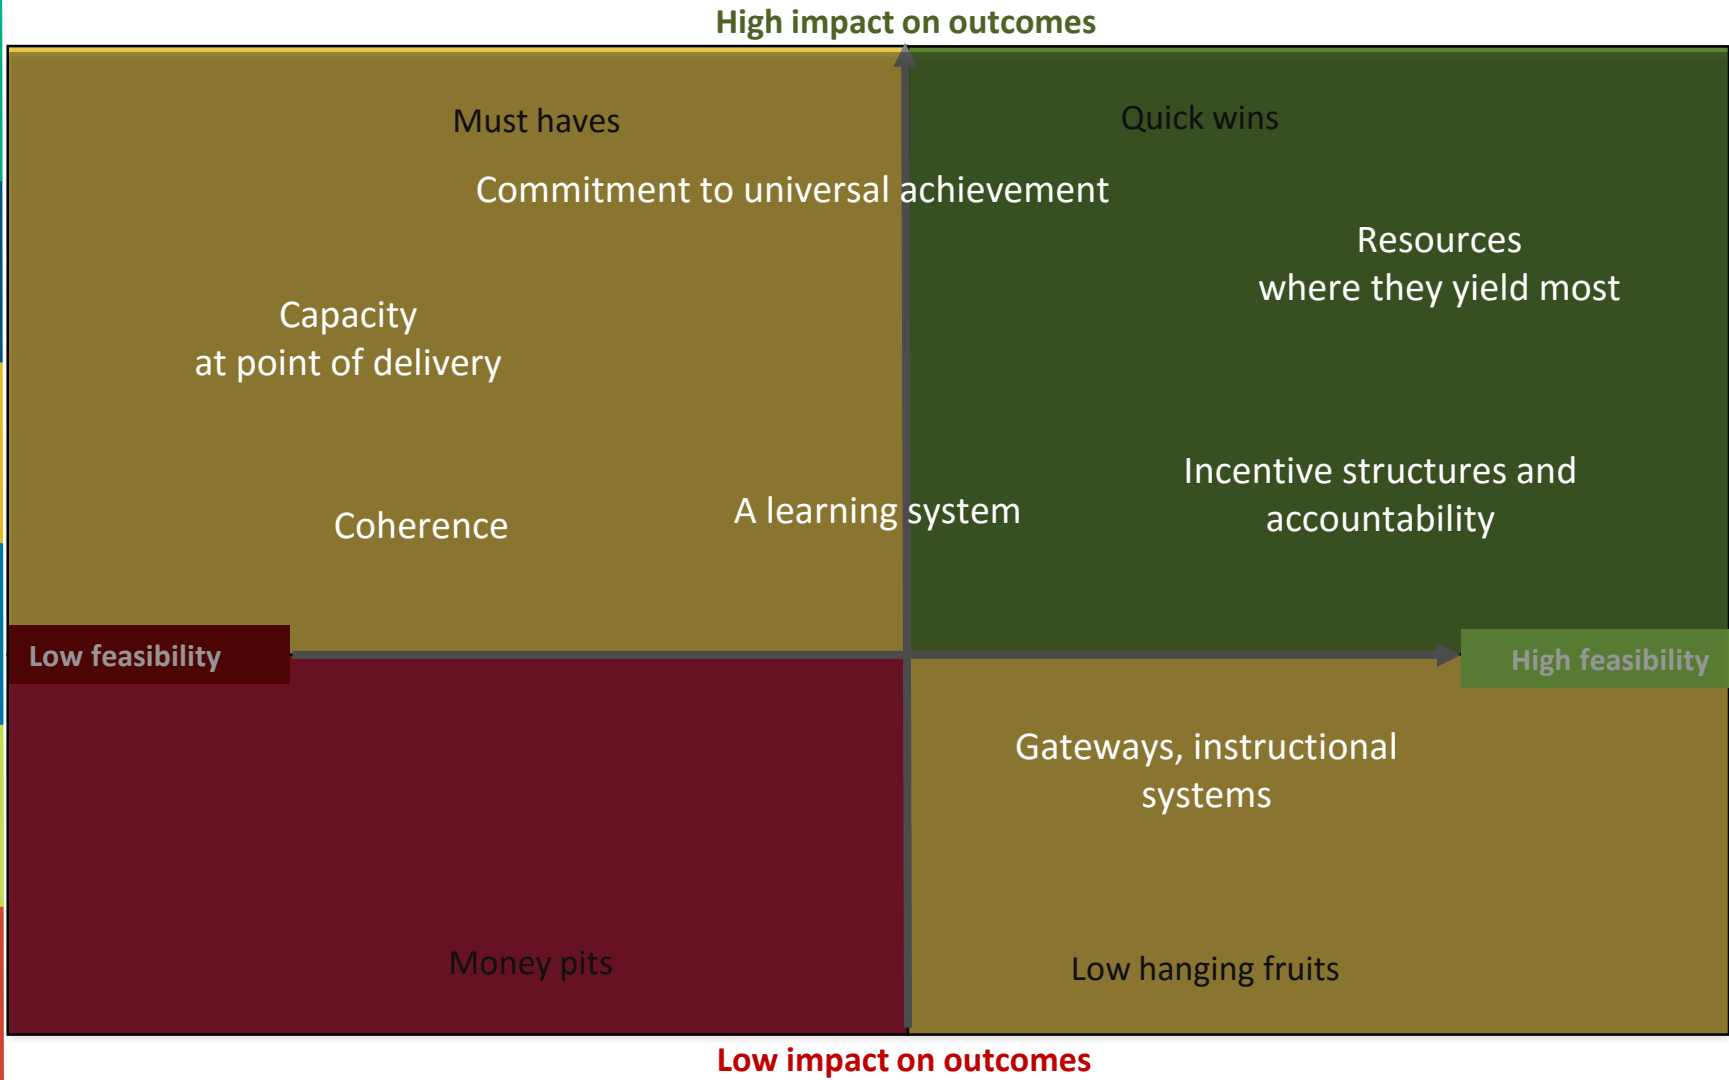 High impact on outcomes
Must haves
Quick wins
Commitment to universal achievement
Resources
where they yield most
Capacity
at point of delivery
Incentive structures and
accountability
A learning system
Coherence
Low feasibility
High feasibility
Gateways, instructional
systems
Money pits
Low hanging fruits
Low impact on outcomes